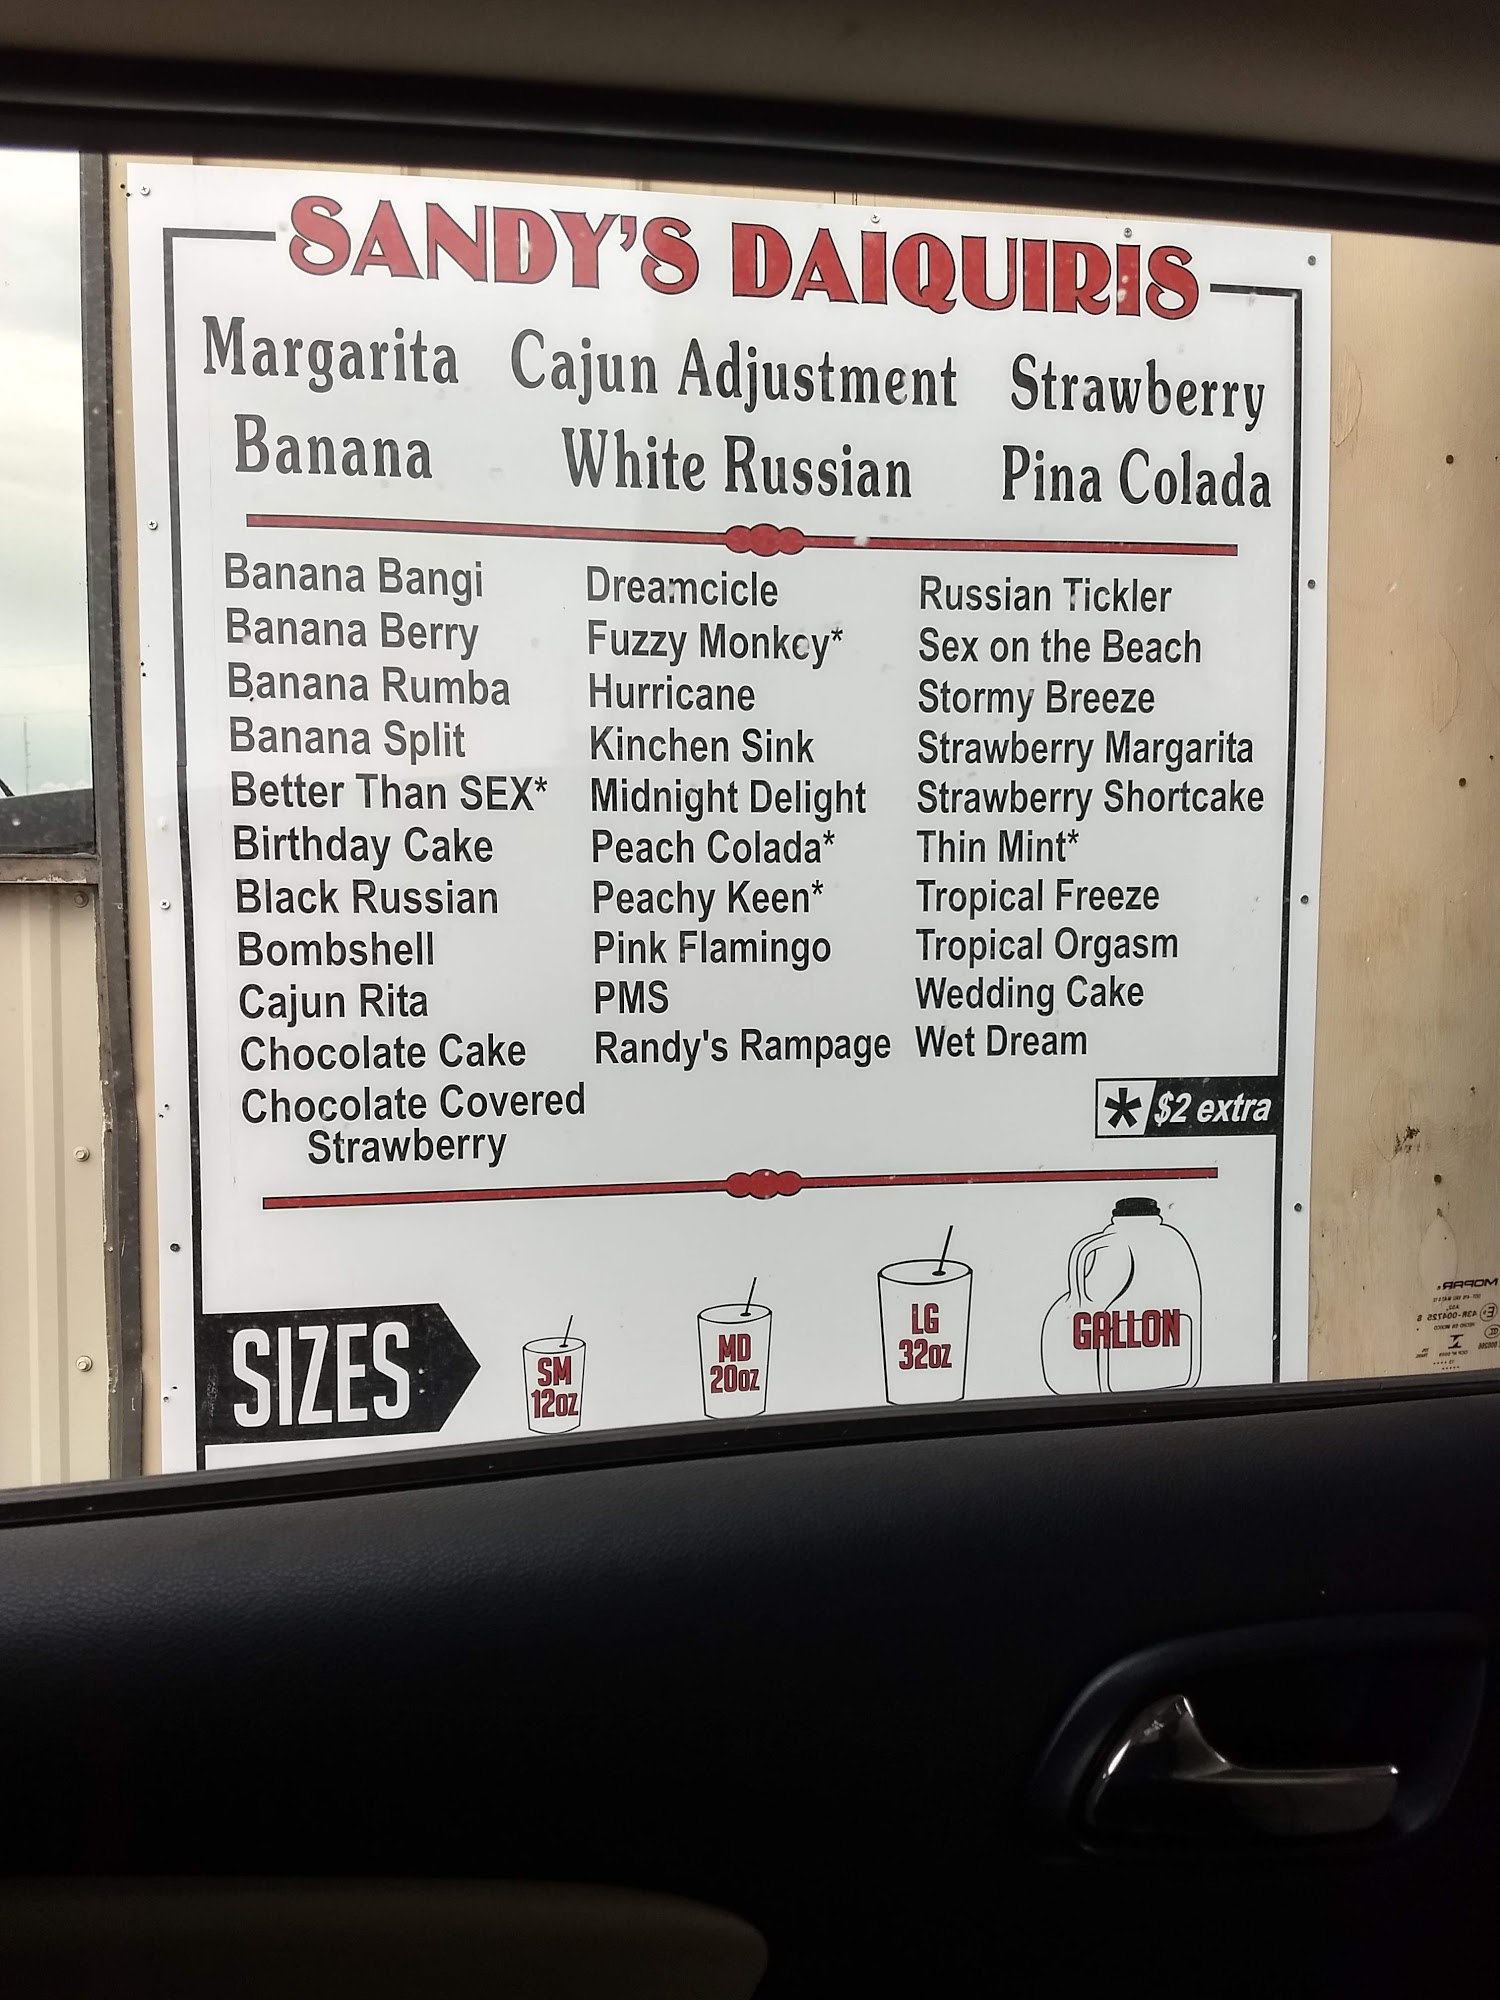 SANDY'S DAIQUIRIS
Margarita Cajun Adjustment Strawberry
Banana White Russian Pina Colada
Banana Bangi
Banana Berry
Banana Rumba
Banana Split
Better Than SEX*
Birthday Cake
Black Russian
Bombshell
Cajun Rita
Chocolate Cake
Chocolate Covered
Strawberry
Dreamcicle
Fuzzy Monkey*
Hurricane
Kinchen Sink
Midnight Delight
Peach Colada*
Peachy Keen*
Pink Flamingo
PMS
Randy's Rampage
Russian Tickler
Sex on the Beach
Stormy Breeze
Strawberry Margarita
Strawberry Shortcake
Thin Mint*
Tropical Freeze
Tropical Orgasm
Wedding Cake
Wet Dream
* $2 extra
SIZES
SM
12OZ
MD
20OZ
LG
32OZ
GALLON
MOPAR
43R-004725